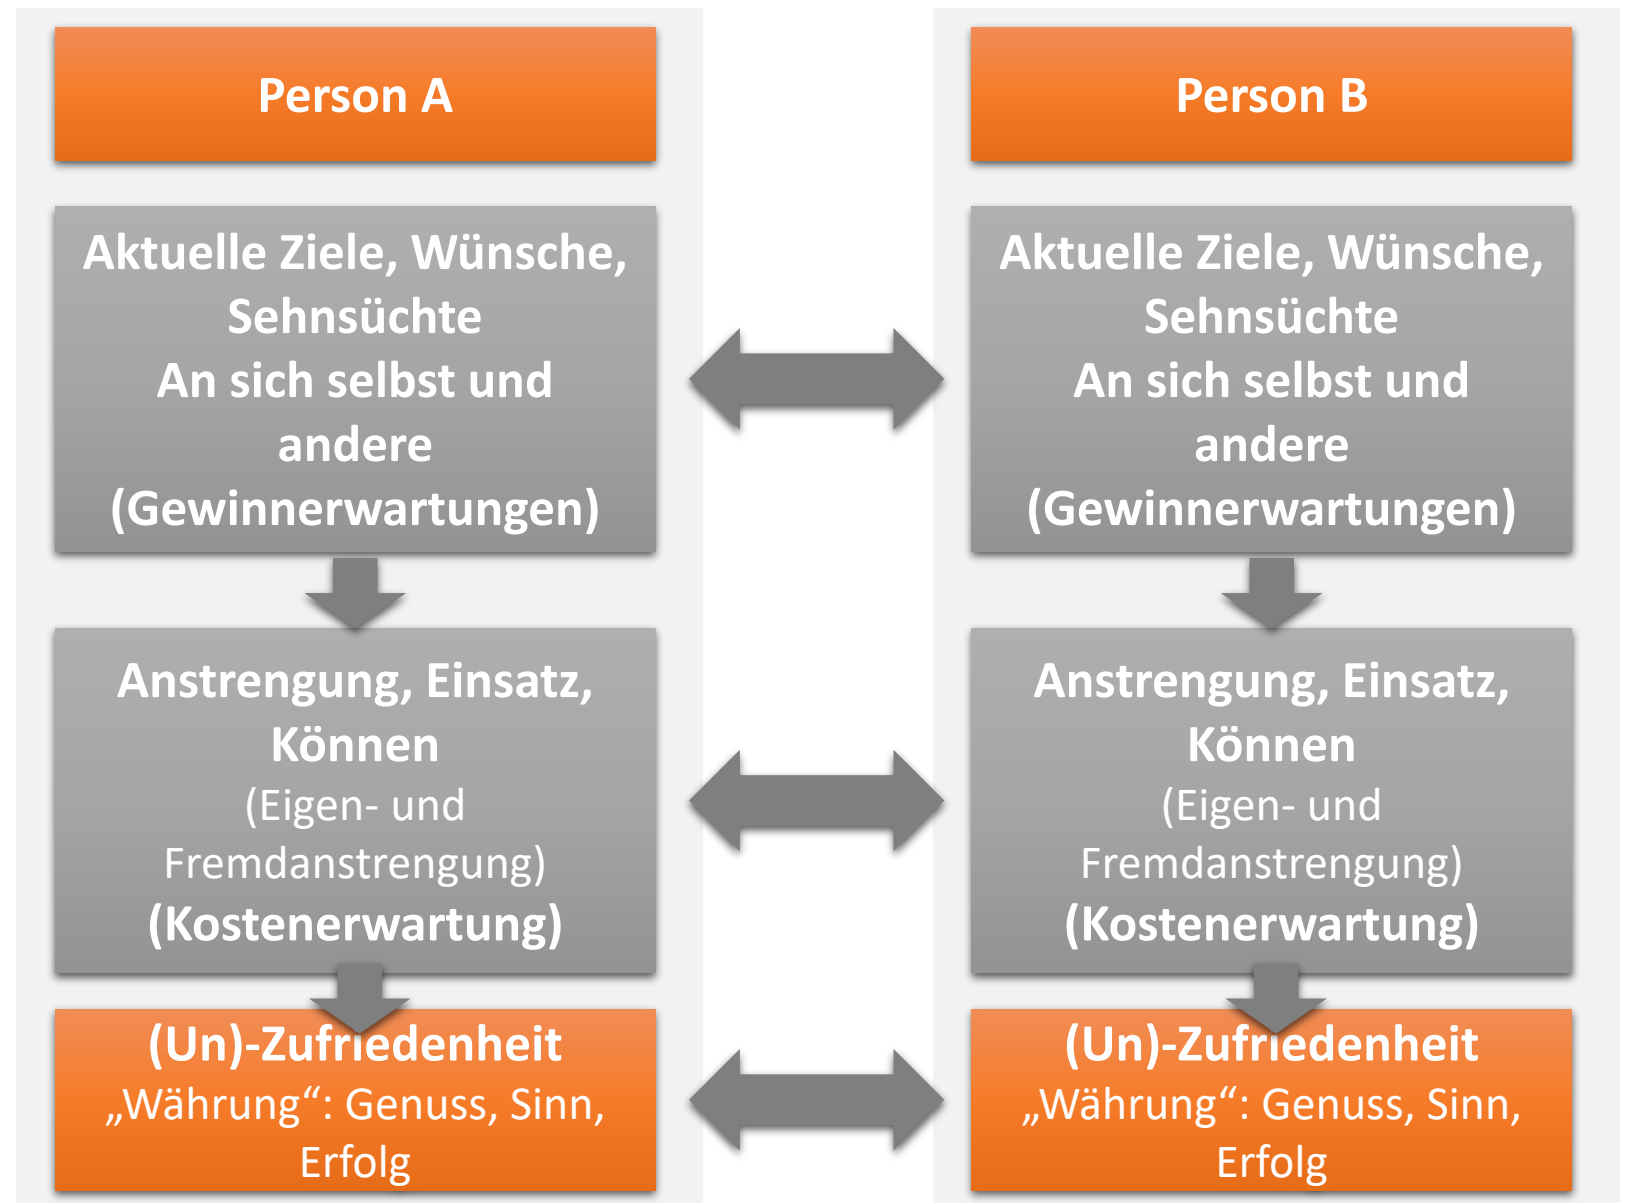 Person A
Aktuelle Ziele, Wünsche,
Sehnsüchte
An sich selbst und
andere
(Gewinnerwartungen)
Anstrengung, Einsatz,
Können
(Eigen- und
Fremdanstrengung)
(Kostenerwartung)
(Un)-Zufriedenheit
„Währung“: Genuss, Sinn,
Erfolg
Person B
Aktuelle Ziele, Wünsche,
Sehnsüchte
An sich selbst und
andere
(Gewinnerwartungen)
Anstrengung, Einsatz,
Können
(Eigen- und
Fremdanstrengung)
(Kostenerwartung)
(Un)-Zufriedenheit
„Währung“: Genuss, Sinn,
Erfolg